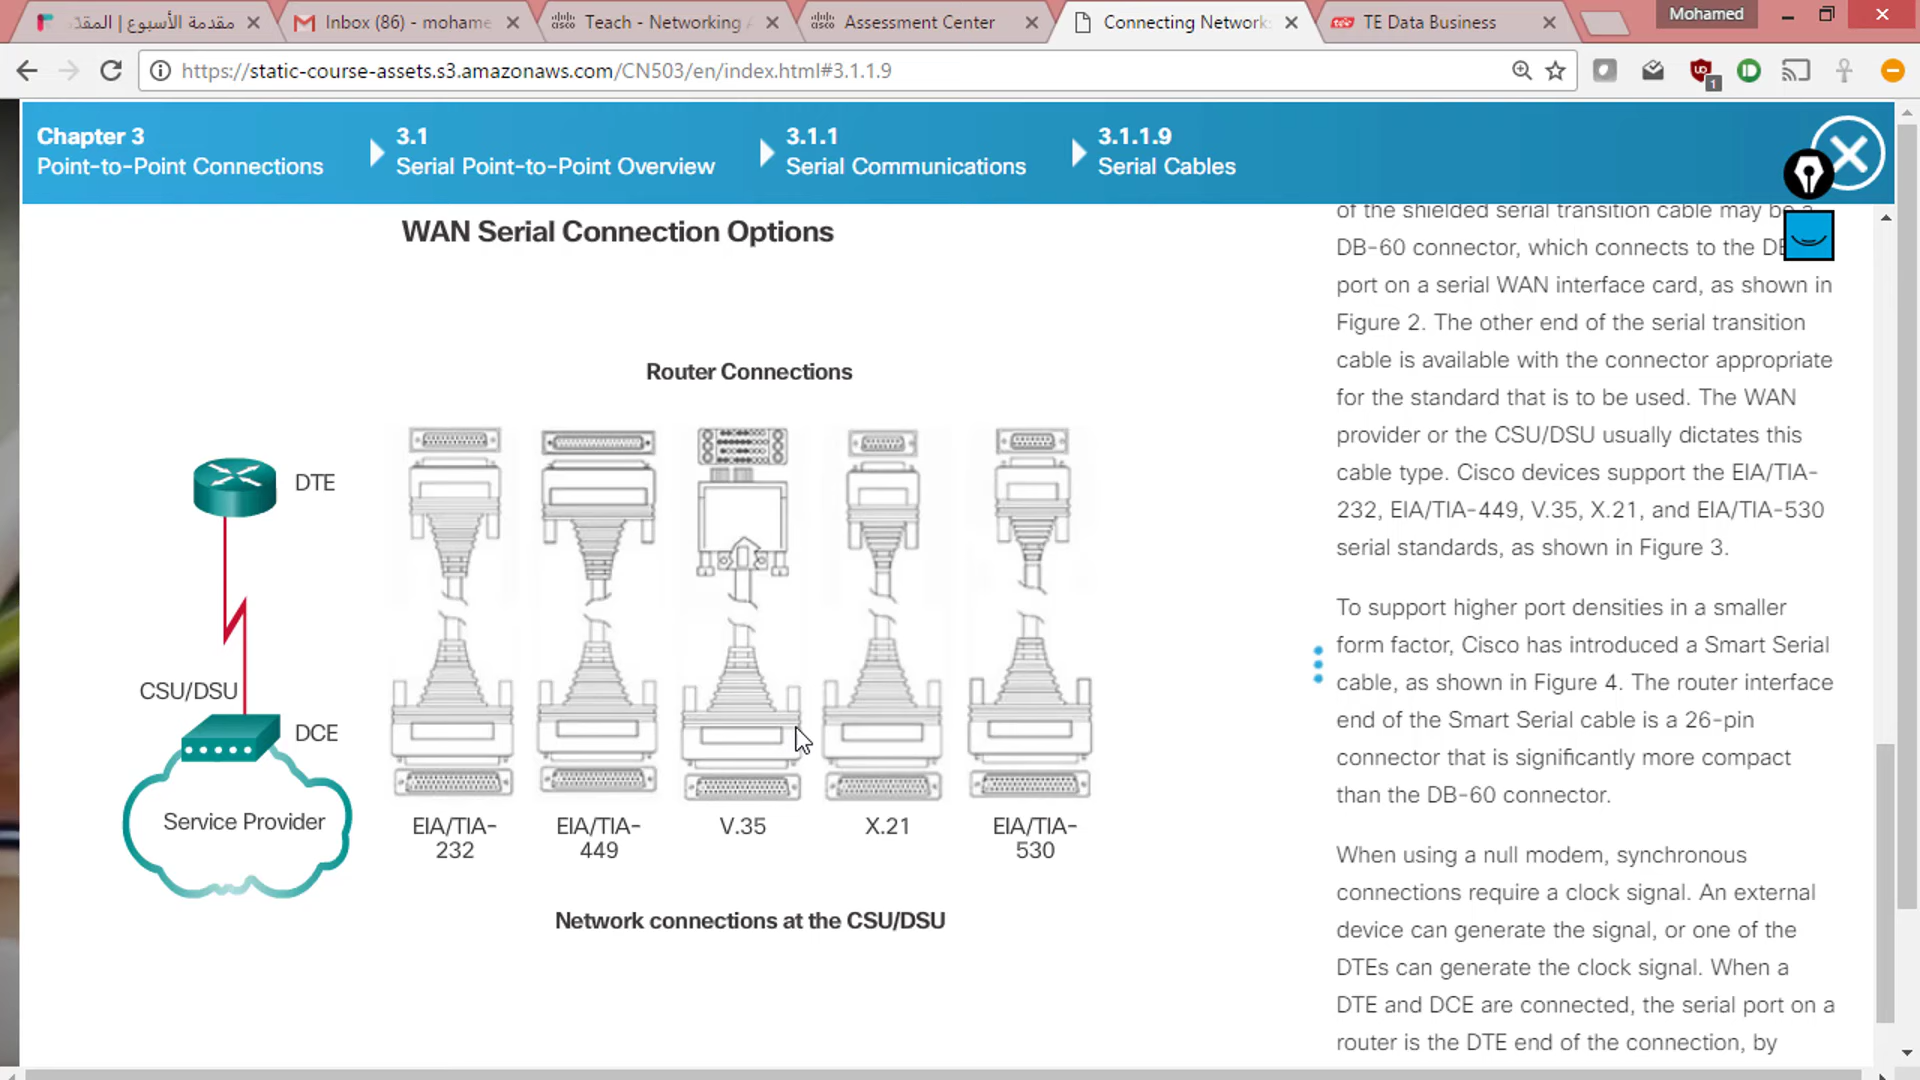 مقدمة الأسبوع | المقدّ
Inbox (86) - mohame
Teach - Networking
Assessment Center
Connecting Network
TE Data Business
Mohamed
https://static-course-assets.s3.amazonaws.com/CN503/en/index.html#3.1.1.9
1
Chapter 3
Point-to-Point Connections
3.1
Serial Point-to-Point Overview
3.1.1
Serial Communications
3.1.1.9
Serial Cables
WAN Serial Connection Options
Router Connections
DTE
CSU/DSU
DCE
Service Provider
EIA/TIA-
232
EIA/TIA-
449
V.35
X.21
EIA/TIA-
530
Network connections at the CSU/DSU
of the shielded serial transition cable may be a
DB-60 connector, which connects to the
port on a serial WAN interface card, as shown in
Figure 2. The other end of the serial transition
cable is available with the connector appropriate
for the standard that is to be used. The WAN
provider or the CSU/DSU usually dictates this
cable type. Cisco devices support the EIA/TIA-
232, EIA/TIA-449, V.35, X.21, and EIA/TIA-530
serial standards, as shown in Figure 3.
To support higher port densities in a smaller
form factor, Cisco has introduced a Smart Serial
cable, as shown in Figure 4. The router interface
end of the Smart Serial cable is a 26-pin
connector that is significantly more compact
than the DB-60 connector.
When using a null modem, synchronous
connections require a clock signal. An external
device can generate the signal, or one of the
DTEs can generate the clock signal. When a
DTE and DCE are connected, the serial port on a
router is the DTE end of the connection, by